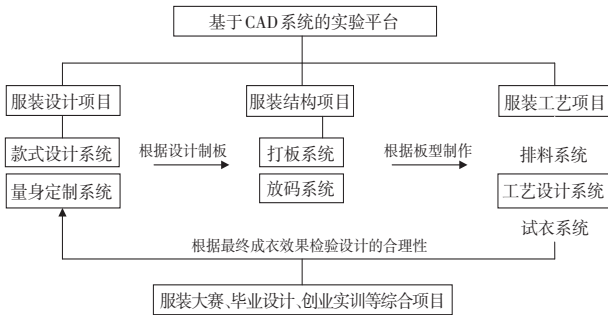 基于CAD系统的实验平台
服装设计项目
服装结构项目
服装工艺项目
款式设计系统
根据设计制板
打板系统
根据板型制作
排料系统
量身定制系统
放码系统
工艺设计系统
试衣系统
根据最终成衣效果检验设计的合理性
服装大赛、毕业设计、创业实训等综合项目